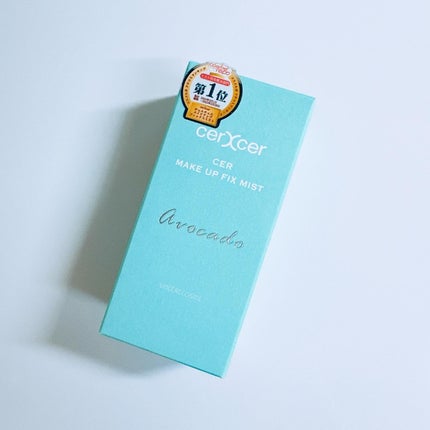 第1位
cerXcer
CER
MAKE UP FIX MIST
Avocado